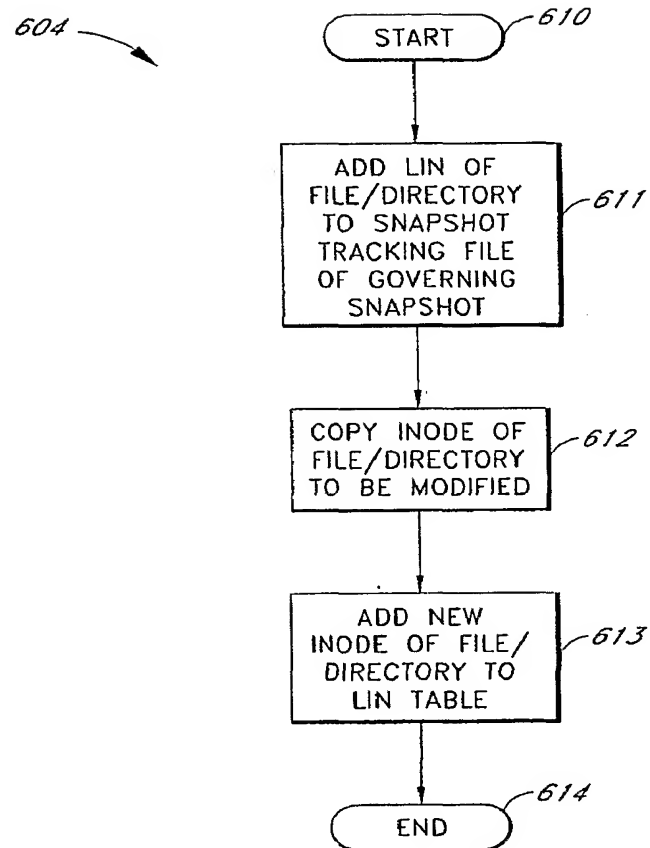 604
START
610
ADD LIN OF
FILE/DIRECTORY
TO SNAPSHOT
TRACKING FILE
OF GOVERNING
SNAPSHOT
611
COPY INODE OF
FILE/DIRECTORY
TO BE MODIFIED
612
ADD NEW
INODE OF FILE/
DIRECTORY TO
LIN TABLE
613
END
614